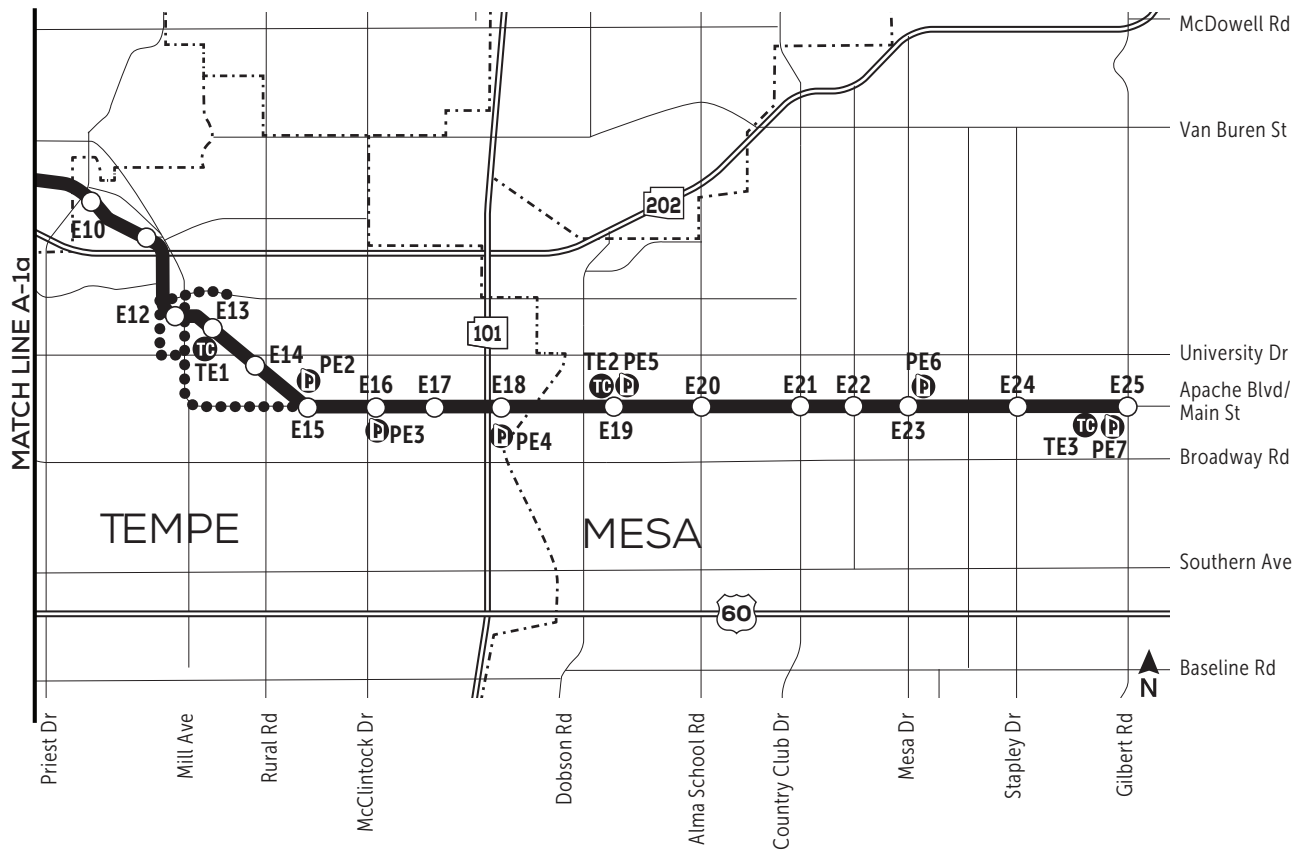 McDowell Rd
Van Buren St
202
E10
MATCH LINE A-1a
E12
E13
101
E14
University Dr
TC
TE1
PE2
P
E16
E17
E18
TE2
PE5
TC
P
E20
E21
E22
PE6
P
E24
E25
Apache Blvd/
Main St
E15
P
PE3
P
PE4
E19
E23
TC
P
TE3
PE7
Broadway Rd
TEMPE
MESA
Southern Ave
60
Baseline Rd
N
Priest Dr
Mill Ave
Rural Rd
McClintock Dr
Dobson Rd
Alma School Rd
Country Club Dr
Mesa Dr
Stapley Dr
Gilbert Rd